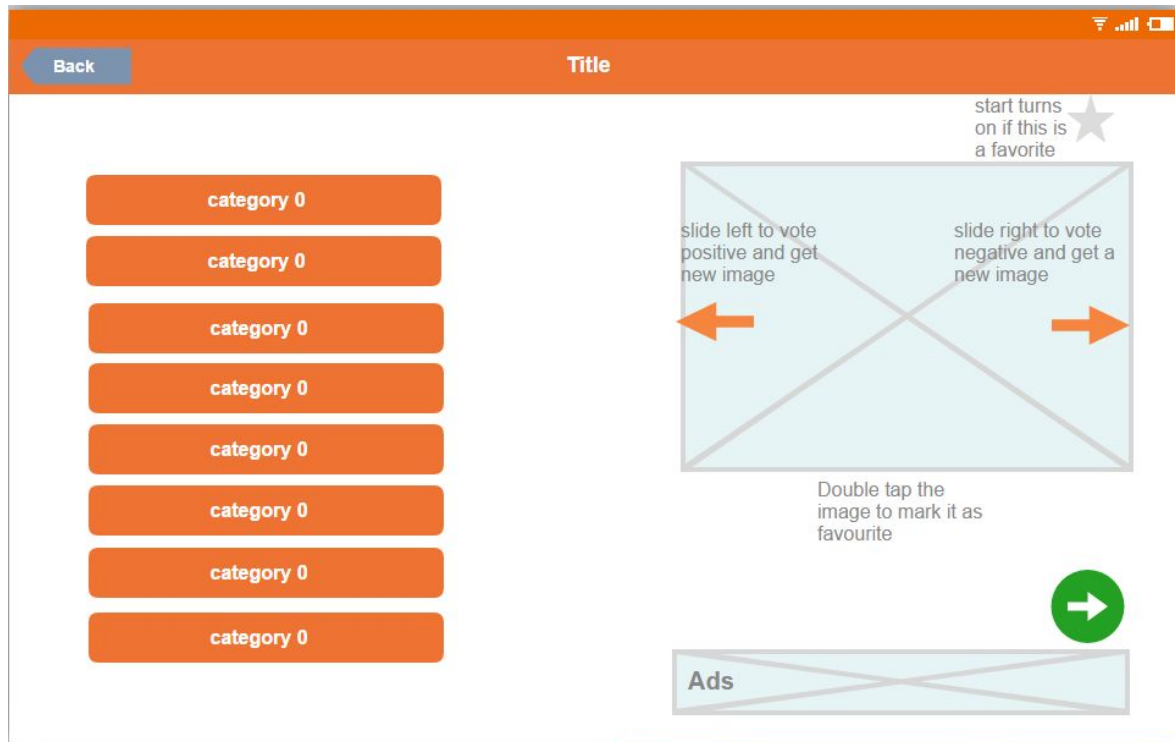 Back
Title
start turns
on if this is
a favorite
category 0
category 0
category 0
category 0
category 0
category 0
category 0
category 0
slide left to vote
positive and get
new image
slide right to vote
negative and get a
new image
Double tap the
image to mark it as
favourite
Ads